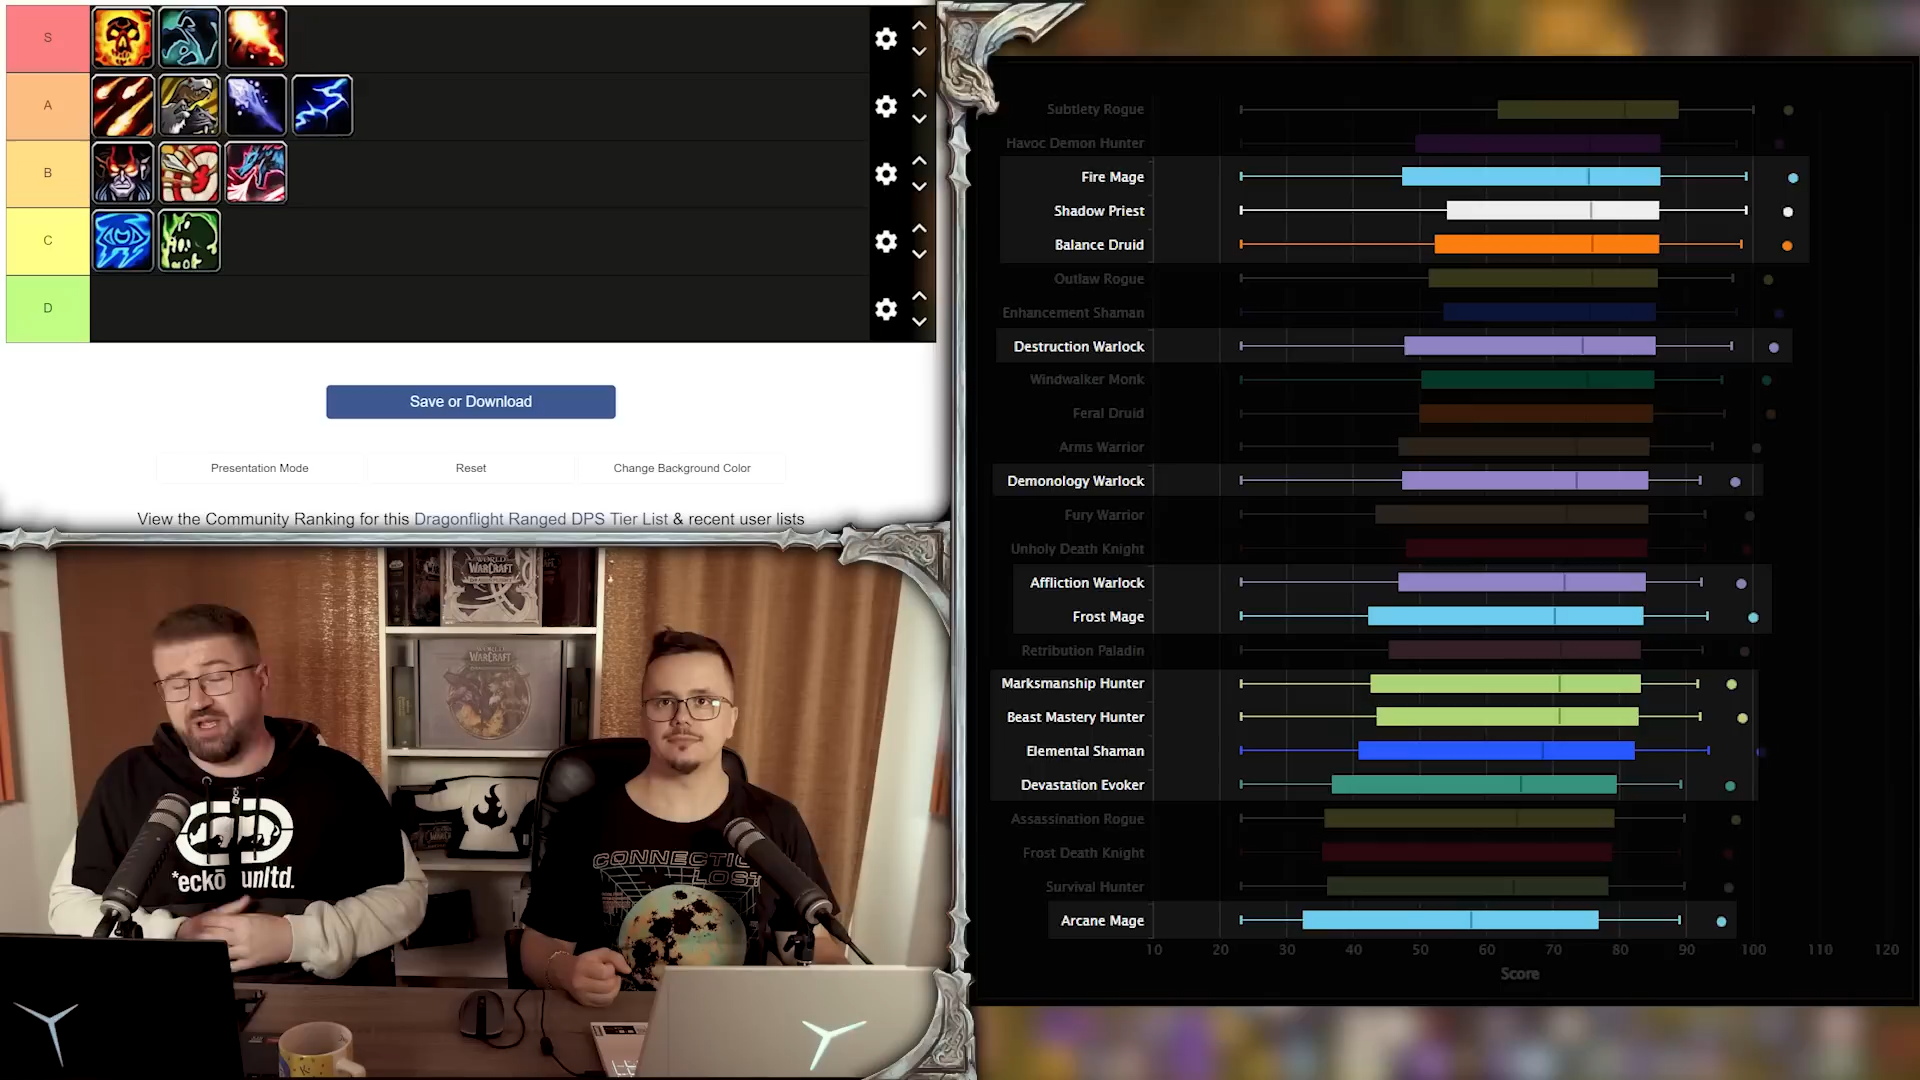 S
A
B
C
D
Save or Download
Presentation Mode
Reset
Change Background Color
View the Community Ranking for this Dragonflight Ranged DPS Tier List & recent user lists
WORLD
WARCRAFT
WORLD
WARCRAFT
*eckō unltd.
CONNECTIO
LOST
Subtlety Rogue
Havoc Demon Hunter
Fire Mage
Shadow Priest
Balance Druid
Outlaw Rogue
Enhancement Shaman
Destruction Warlock
Windwalker Monk
Feral Druid
Arms Warrior
Demonology Warlock
Fury Warrior
Unholy Death Knight
Affliction Warlock
Frost Mage
Retribution Paladin
Marksmanship Hunter
Beast Mastery Hunter
Elemental Shaman
Devastation Evoker
Assassination Rogue
Frost Death Knight
Survival Hunter
Arcane Mage
10 20 30 40 50 60 70 80 90 100 110 120
Score